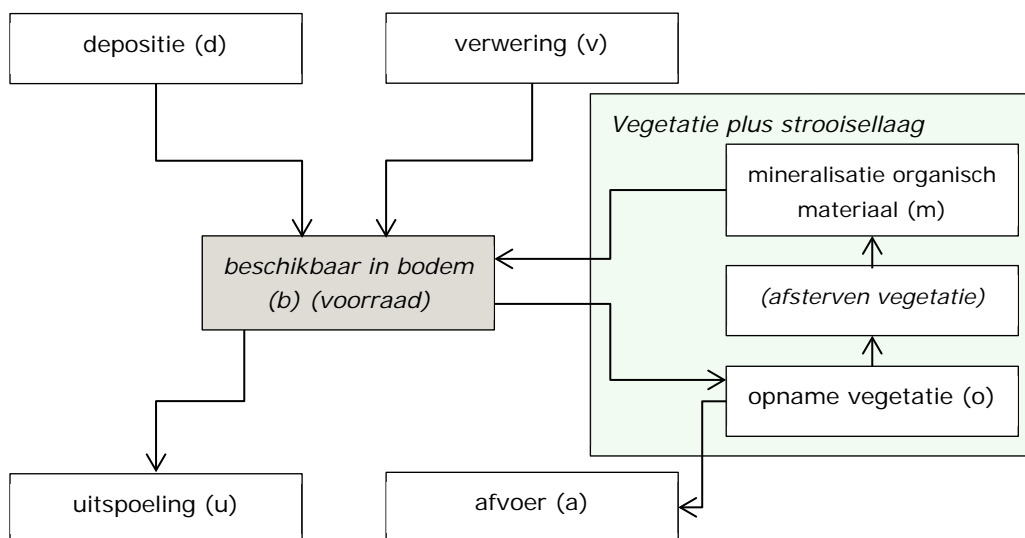 depositie (d)
verwering (v)
Vegetatie plus strooisellaag
mineralisatie organisch
materiaal (m)
beschikbaar in bodem
(b) (voorraad)
(afsterven vegetatie)
opname vegetatie (o)
uitspoeling (u)
afvoer (a)